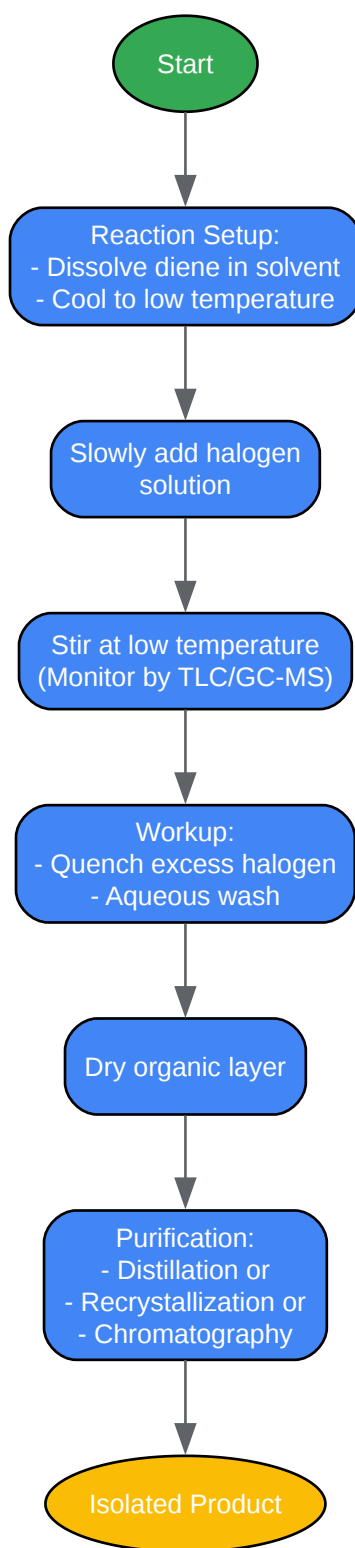 Start
Reaction Setup:
- Dissolve diene in solvent
- Cool to low temperature
Slowly add halogen
solution
Stir at low temperature
(Monitor by TLC/GC-MS)
Workup:
- Quench excess halogen
- Aqueous wash
Dry organic layer
Purification:
- Distillation or
- Recrystallization or
- Chromatography
Isolated Product